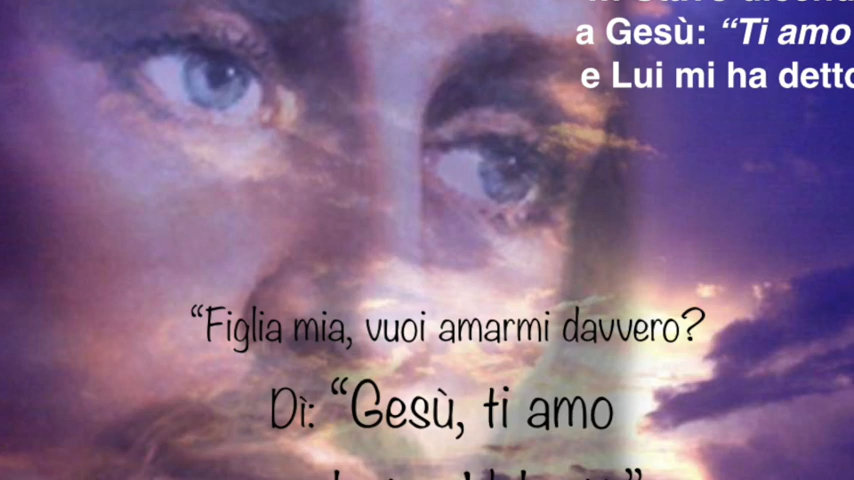 a Gesù: “Ti amo
e Lui mi ha detto
“Figlia mia, vuoi amarmi davvero?
Dì: “Gesù, ti amo